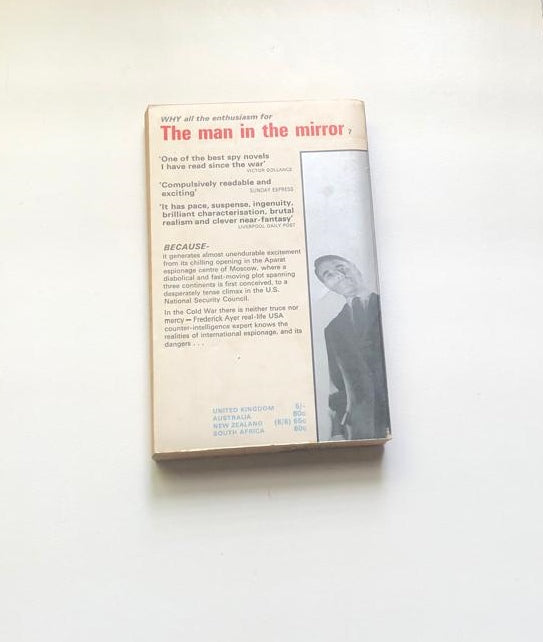 WHY all the enthusiasm for
The man in the mirror?
'One of the best spy novels
I have read since the war'
VICTOR GOLLANCZ
'Compulsively readable and
exciting'
SUNDAY EXPRESS
'It has pace, suspense, ingenuity,
brilliant characterisation, brutal
realism and clever near-fantasy'
LIVERPOOL DAILY POST
BECAUSE-
it generates almost unendurable excitement
from its chilling opening in the Aparat
espionage centre of Moscow, where a
diabolical and fast-moving plot spanning
three continents is first conceived, to a
desperately tense climax in the U.S.
National Security Council.
In the Cold War there is neither truce nor
mercy — Frederick Ayer real-life USA
counter-intelligence expert knows the
realities of international espionage, and its
dangers . . .
UNITED KINGDOM 5/-
AUSTRALIA 80c
NEW ZEALAND (6/6) 65c
SOUTH AFRICA 60c